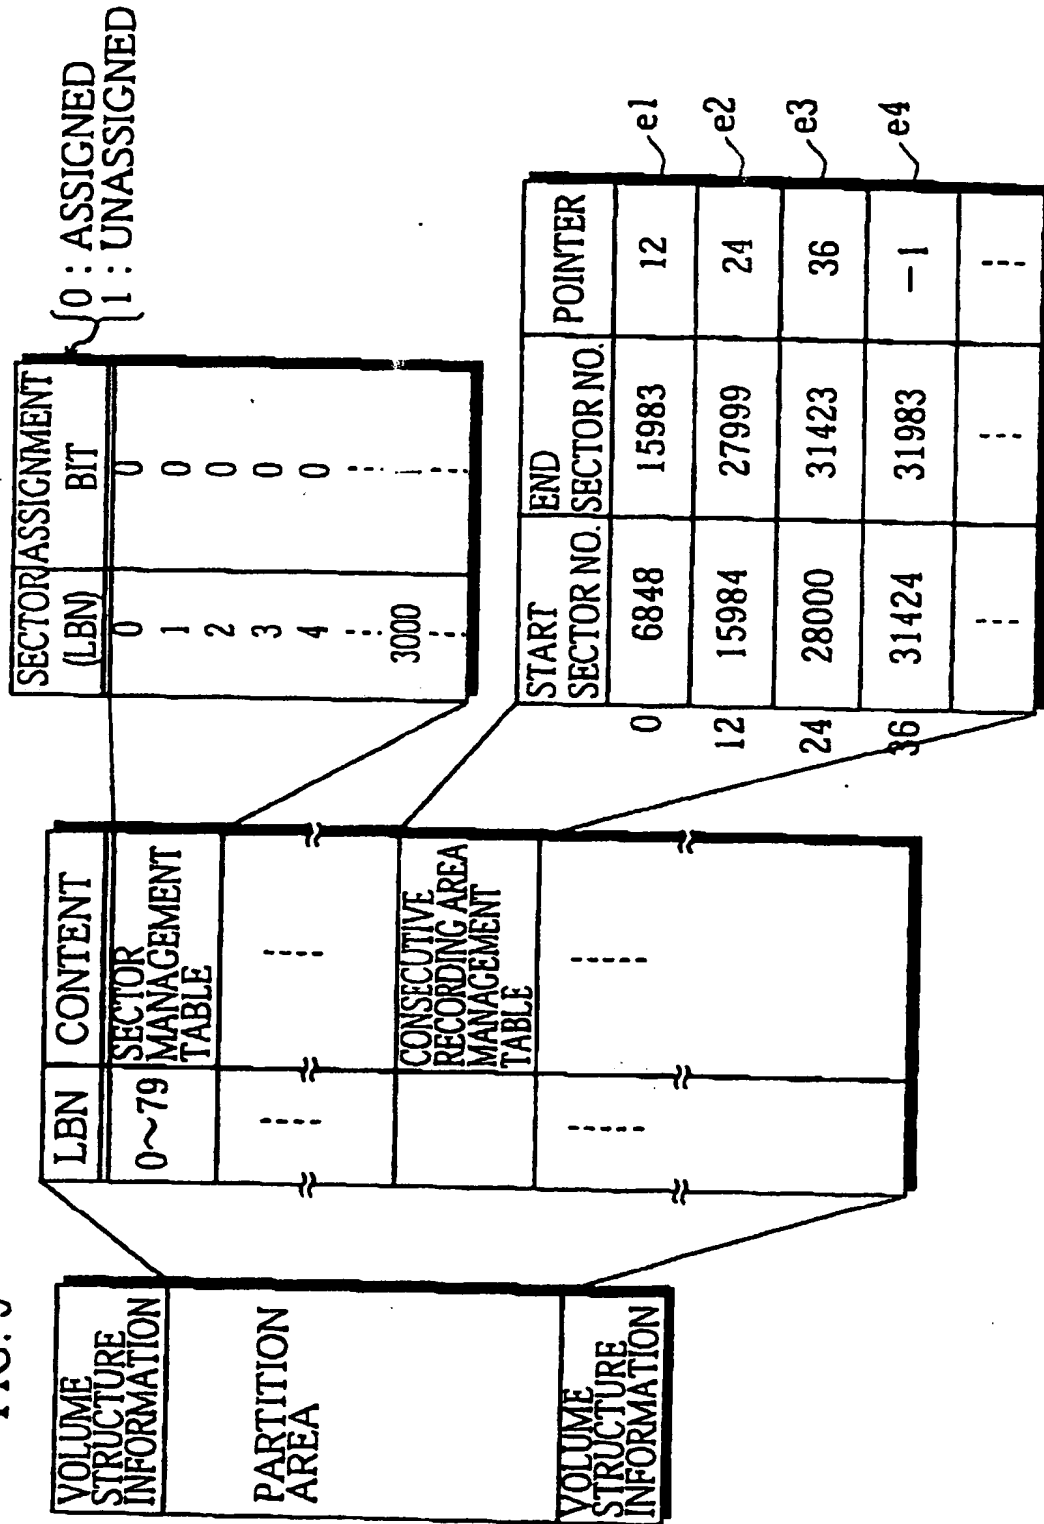 VOLUME
STRUCTURE
INFORMATION
PARTITION
AREA
VOLUME
STRUCTURE
INFORMATION
LBN CONTENT
0~79 SECTOR
MANAGEMENT
TABLE
CONSECUTIVE
RECORDING AREA
MANAGEMENT
TABLE
SECTOR ASSIGNMENT
(LBN) BIT
0 0
1 0
2 0
3 0
4 0
3000 1
0 : ASSIGNED
1 : UNASSIGNED
START END POINTER
SECTOR NO. SECTOR NO.
0 6848 15983 12 e1
12 15984 27999 24 e2
24 28000 31423 36 e3
36 31424 31983 -1 e4